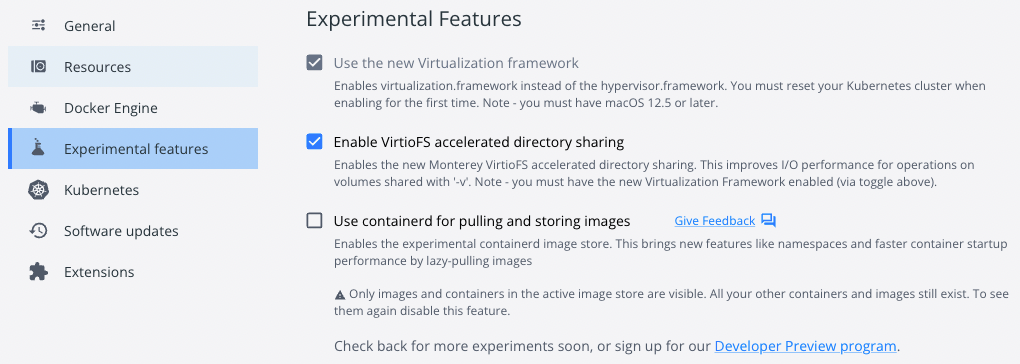 General
Resources
Docker Engine
Experimental features
Kubernetes
Software updates
Extensions
Experimental Features
Use the new Virtualization framework
Enables virtualization.framework instead of the hypervisor.framework. You must reset your Kubernetes cluster when
enabling for the first time. Note - you must have macOS 12.5 or later.
Enable VirtioFS accelerated directory sharing
Enables the new Monterey VirtioFS accelerated directory sharing. This improves I/O performance for operations on
volumes shared with '-v'. Note - you must have the new Virtualization Framework enabled (via toggle above).
Use containerd for pulling and storing images Give Feedback
Enables the experimental containerd image store. This brings new features like namespaces and faster container startup
performance by lazy-pulling images
Only images and containers in the active image store are visible. All your other containers and images still exist. To see
them again disable this feature.
Check back for more experiments soon, or sign up for our Developer Preview program.